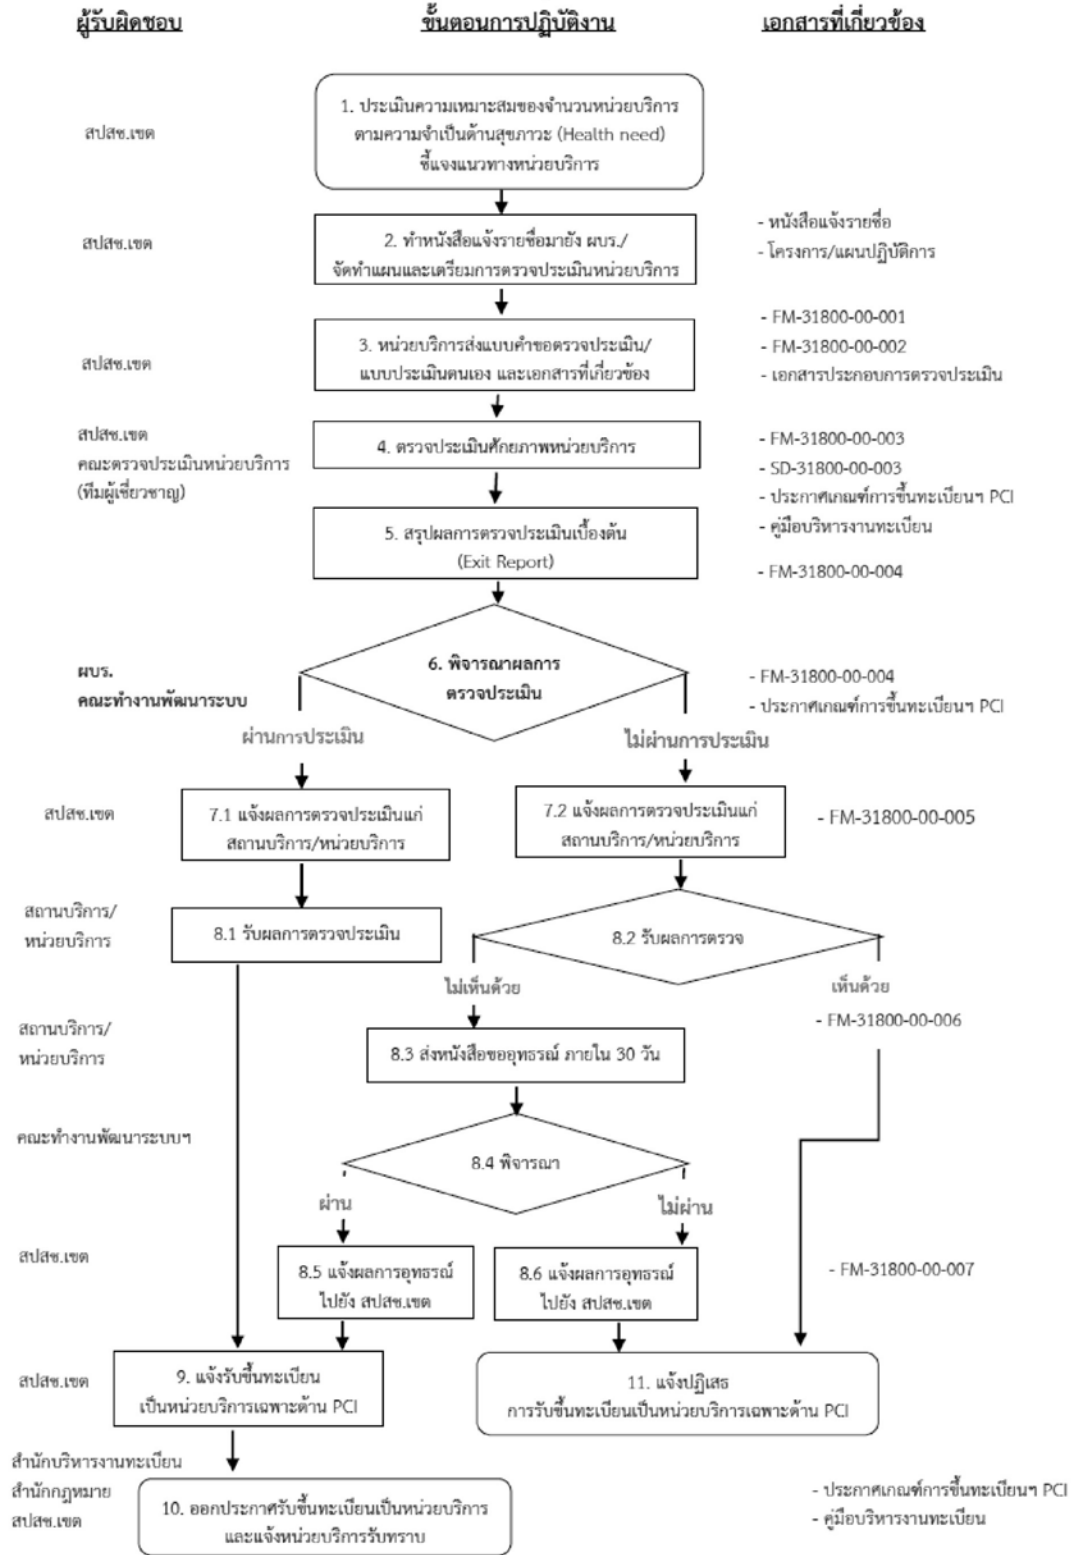 ผู้รับผิดชอบ
ขั้นตอนการปฏิบัติงาน
เอกสารที่เกี่ยวข้อง
สปสช.เขต
1. ประเมินความเหมาะสมของจำนวนหน่วยบริการ
ตามความจำเป็นด้านสุขภาวะ (Health need)
ชี้แจงแนวทางหน่วยบริการ
สปสช.เขต
2. ทำหนังสือแจ้งรายชื่อมายัง ผบร./
จัดทำแผนและเตรียมการตรวจประเมินหน่วยบริการ
- หนังสือแจ้งรายชื่อ
- โครงการ/แผนปฏิบัติการ
สปสช.เขต
3. หน่วยบริการส่งแบบคำขอตรวจประเมิน/
แบบประเมินตนเอง และเอกสารที่เกี่ยวข้อง
- FM-31800-00-001
- FM-31800-00-002
- เอกสารประกอบการตรวจประเมิน
สปสช.เขต
คณะตรวจประเมินหน่วยบริการ
(ทีมผู้เชี่ยวชาญ)
4. ตรวจประเมินศักยภาพหน่วยบริการ
- FM-31800-00-003
- SD-31800-00-003
- ประกาศเกณฑ์การขึ้นทะเบียนฯ PCI
- คู่มือบริหารงานทะเบียน
5. สรุปผลการตรวจประเมินเบื้องต้น
(Exit Report)
- FM-31800-00-004
ผบร.
คณะทำงานพัฒนาระบบ
6. พิจารณาผลการ
ตรวจประเมิน
- FM-31800-00-004
- ประกาศเกณฑ์การขึ้นทะเบียนฯ PCI
ผ่านการประเมิน
ไม่ผ่านการประเมิน
สปสช.เขต
7.1 แจ้งผลการตรวจประเมินแก่
สถานบริการ/หน่วยบริการ
7.2 แจ้งผลการตรวจประเมินแก่
สถานบริการ/หน่วยบริการ
- FM-31800-00-005
สถานบริการ/
หน่วยบริการ
8.1 รับผลการตรวจประเมิน
8.2 รับผลการตรวจ
ไม่เห็นด้วย
เห็นด้วย
- FM-31800-00-006
สถานบริการ/
หน่วยบริการ
8.3 ส่งหนังสือขออุทธรณ์ ภายใน 30 วัน
คณะทำงานพัฒนาระบบฯ
8.4 พิจารณา
ผ่าน
ไม่ผ่าน
สปสช.เขต
8.5 แจ้งผลการอุทธรณ์
ไปยัง สปสช.เขต
8.6 แจ้งผลการอุทธรณ์
ไปยัง สปสช.เขต
- FM-31800-00-007
สปสช.เขต
9. แจ้งรับขึ้นทะเบียน
เป็นหน่วยบริการเฉพาะด้าน PCI
11. แจ้งปฏิเสธ
การรับขึ้นทะเบียนเป็นหน่วยบริการเฉพาะด้าน PCI
สำนักบริหารงานทะเบียน
สำนักกฎหมาย
สปสช.เขต
10. ออกประกาศรับขึ้นทะเบียนเป็นหน่วยบริการ
และแจ้งหน่วยบริการรับทราบ
- ประกาศเกณฑ์การขึ้นทะเบียนฯ PCI
- คู่มือบริหารงานทะเบียน